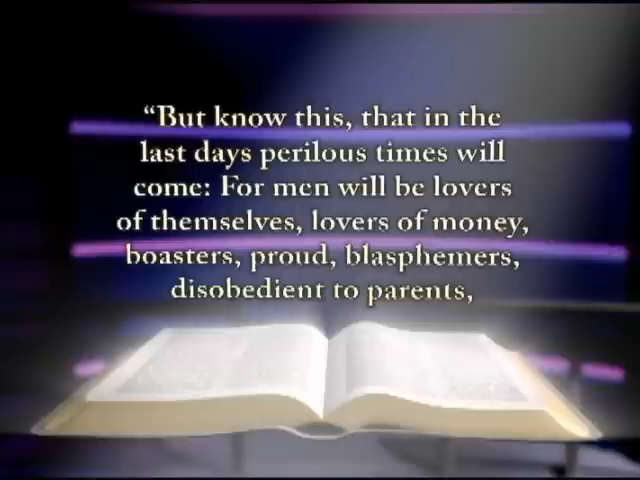 “But know this, that in the
last days perilous times will
come: For men will be lovers
of themselves, lovers of money,
boasters, proud, blasphemers,
disobedient to parents,